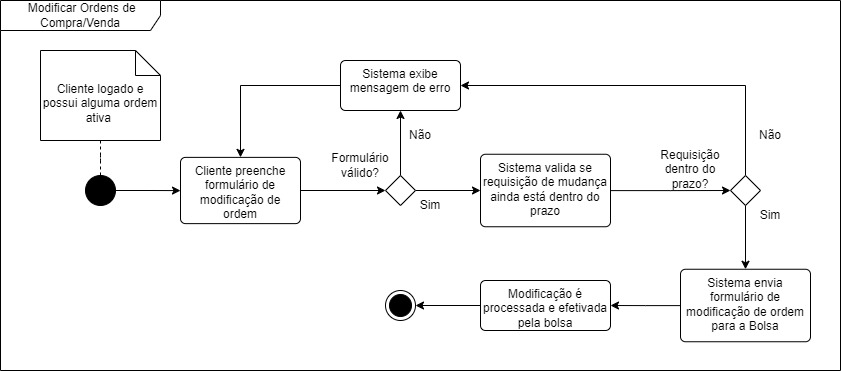 Modificar Ordens de
Compra/Venda
Cliente logado e
possui alguma ordem
ativa
Sistema exibe
mensagem de erro
Não
Não
Formulário
válido?
Requisição
dentro do
prazo?
Cliente preenche
formulário de
modificação de
ordem
Sistema valida se
requisição de mudança
ainda está dentro do
prazo
Sim
Sim
Sistema envia
formulário de
modificação de ordem
para a Bolsa
Modificação é
processada e efetivada
pela bolsa